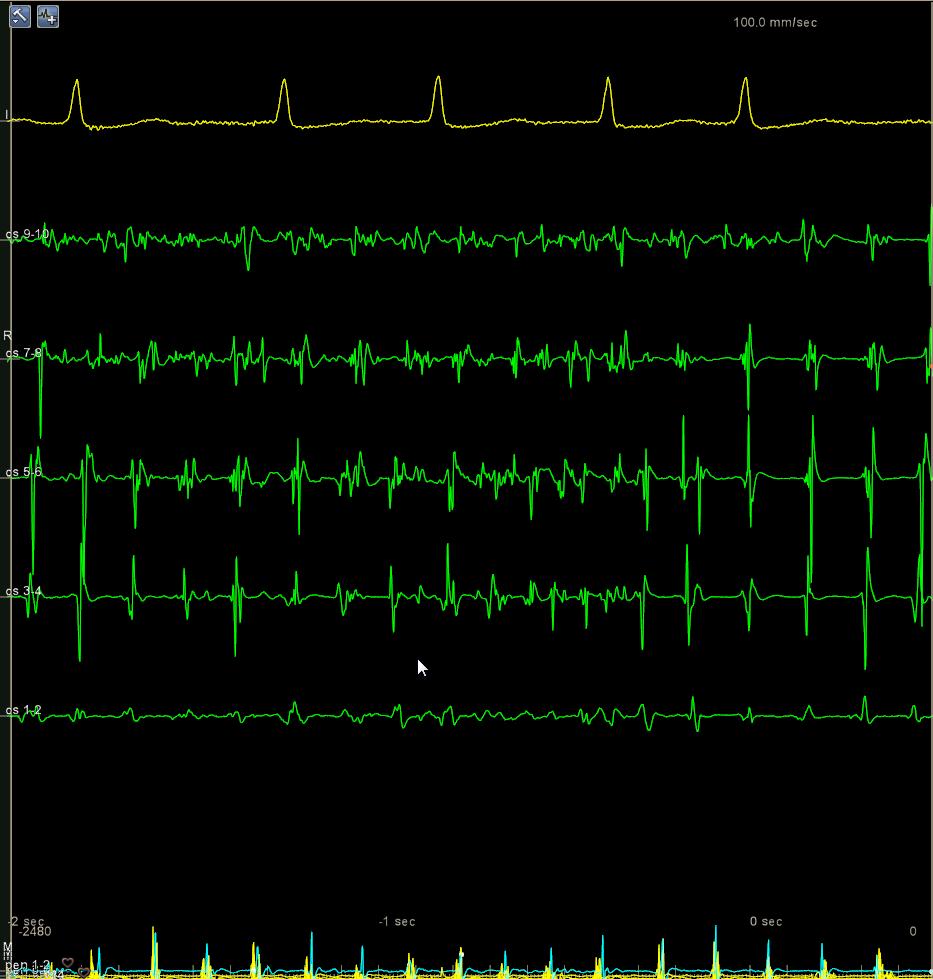 100.0 mm/sec
I
cs 9-10
R
cs 7-8
cs 5-6
cs 3-4
cs 1-2
-2 sec
-1 sec
0 sec
-2480
0
M
pen 1-2